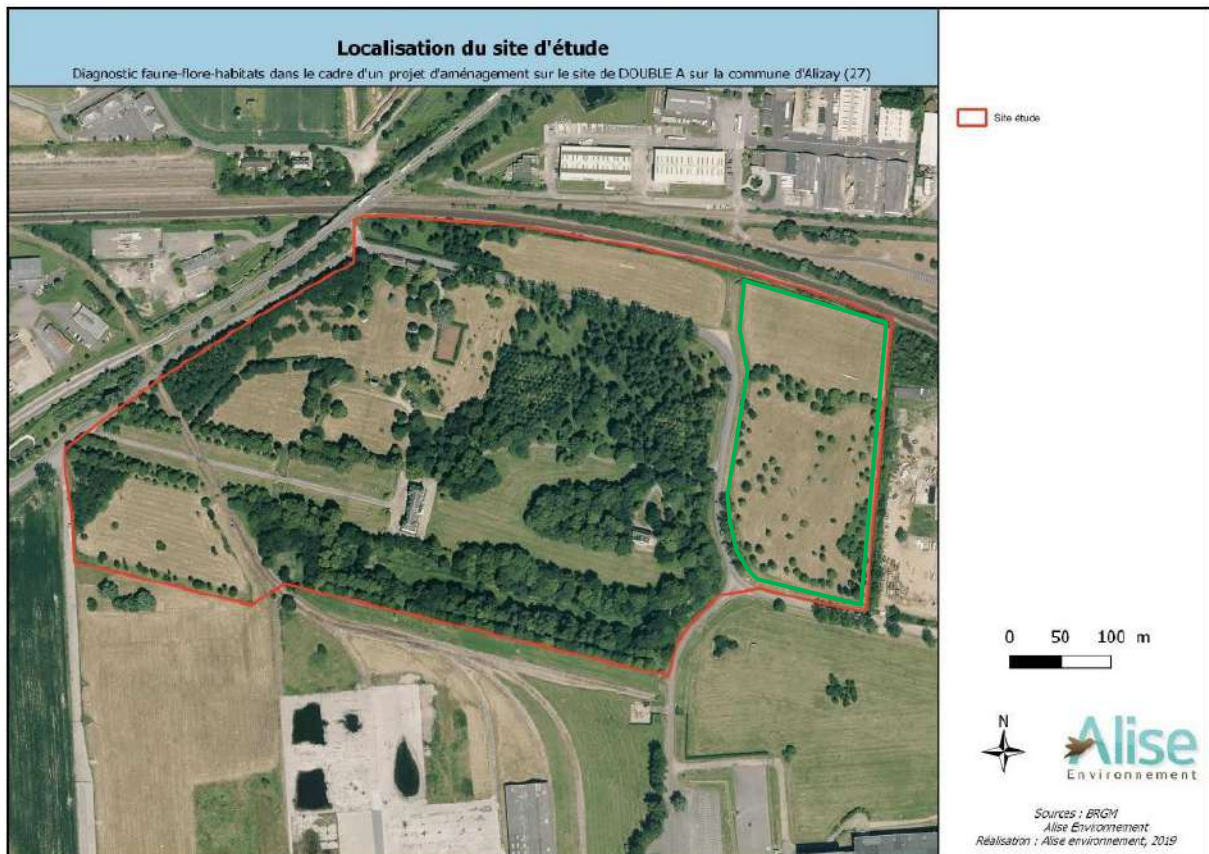 Localisation du site d'étude
Diagnostic faune-flore-habitats dans le cadre d'un projet d'aménagement sur le site de DOUBLE A sur la commune d'Alizay (27)
Site étude
0 50 100 m
N
Alise
Environnement
Sources : BRGM
Alise Environnement
Réalisation : Alise environnement, 2019